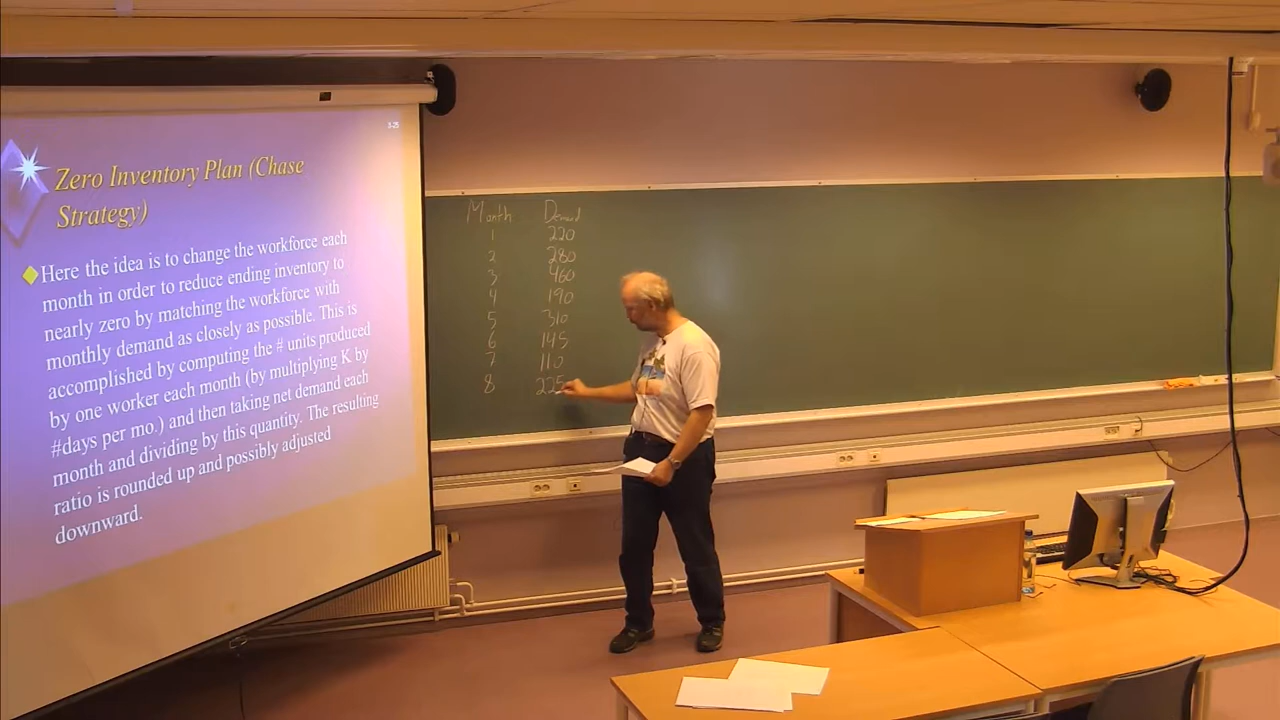 3-25
Zero Inventory Plan (Chase
Strategy)
Here the idea is to change the workforce each
month in order to reduce ending inventory to
nearly zero by matching the workforce with
monthly demand as closely as possible. This is
accomplished by computing the # units produced
by one worker each month (by multiplying K by
#days per mo.) and then taking net demand each
month and dividing by this quantity. The resulting
ratio is rounded up and possibly adjusted
downward.
Month Demand
1 220
2 280
3 460
4 190
5 310
6 145
7 110
8 225